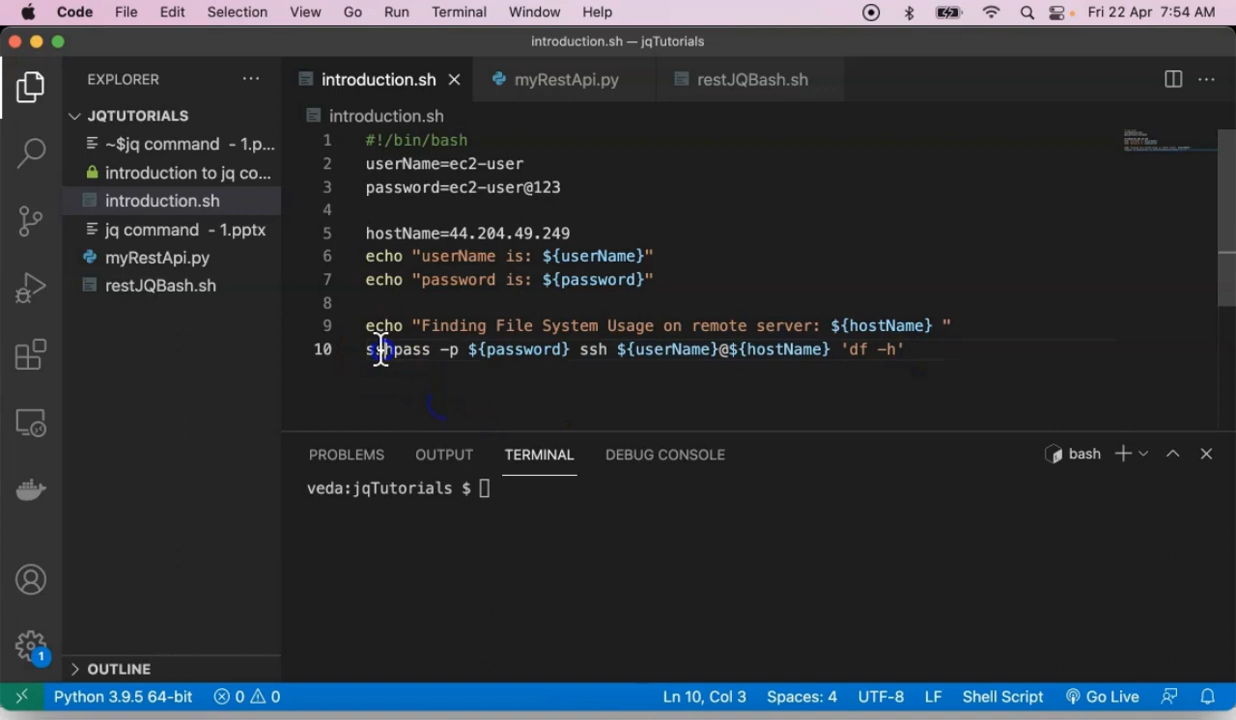 Code File Edit Selection View Go Run Terminal Window Help Fri 22 Apr 7:54 AM
introduction.sh — jqTutorials
EXPLORER
introduction.sh myRestApi.py restJQBash.sh
JQTUTORIALS
~$jq command - 1.p...
introduction to jq co...
introduction.sh
jq command - 1.pptx
myRestApi.py
restJQBash.sh
introduction.sh
1 #!/bin/bash
2 userName=ec2-user
3 password=ec2-user@123
4
5 hostName=44.204.49.249
6 echo "userName is: ${userName}"
7 echo "password is: ${password}"
8
9 echo "Finding File System Usage on remote server: ${hostName} "
10 sshpass -p ${password} ssh ${userName}@${hostName} 'df -h'
PROBLEMS OUTPUT TERMINAL DEBUG CONSOLE bash
veda:jqTutorials $
OUTLINE
1
Python 3.9.5 64-bit 0 0 Ln 10, Col 3 Spaces: 4 UTF-8 LF Shell Script Go Live